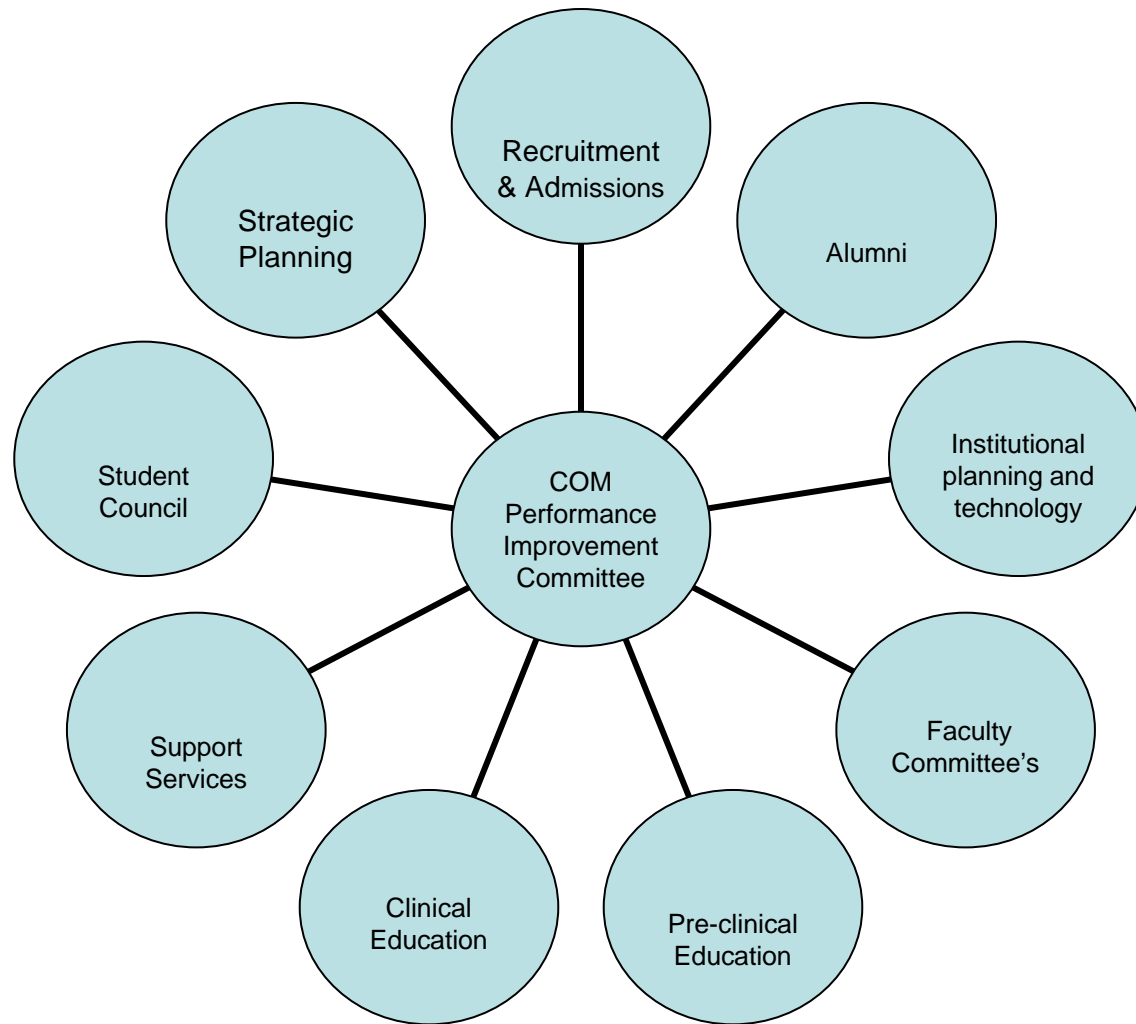 Recruitment
& Admissions
Strategic
Planning
Alumni
Student
Council
COM
Performance
Improvement
Committee
Institutional
planning and
technology
Support
Services
Faculty
Committee's
Clinical
Education
Pre-clinical
Education